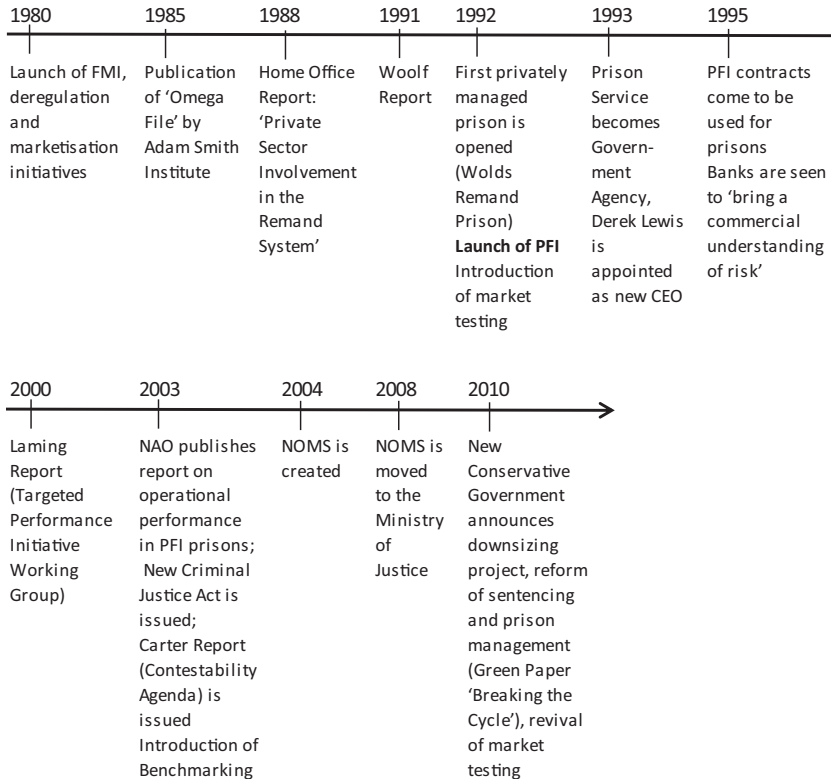 1980
Launch of FMI,
deregulation
and
marketisation
initiatives
1985
Publication
of ‘Omega
File’ by
Adam Smith
Institute
1988
Home Office
Report:
‘Private
Sector
Involvement
in the
Remand
System’
1991
Woolf
Report
1992
First privately
managed
prison is
opened
(Wolds
Remand
Prison)
Launch of PFI
Introduction
of market
testing
1993
Prison
Service
becomes
Govern-
ment
Agency,
Derek Lewis
is
appointed
as new CEO
1995
PFI contracts
come to be
used for
prisons
Banks are seen
to ‘bring a
commercial
understanding
of risk’
2000
Laming
Report
(Targeted
Performance
Initiative
Working
Group)
2003
NAO publishes
report on
operational
performance
in PFI prisons;
New Criminal
Justice Act is
issued;
Carter Report
(Contestability
Agenda) is
issued
Introduction of
Benchmarking
2004
NOMS is
created
2008
NOMS is
moved
to the
Ministry
of
Justice
2010
New
Conservative
Government
announces
downsizing
project, reform
of sentencing
and prison
management
(Green Paper
‘Breaking the
Cycle’), revival
of market
testing